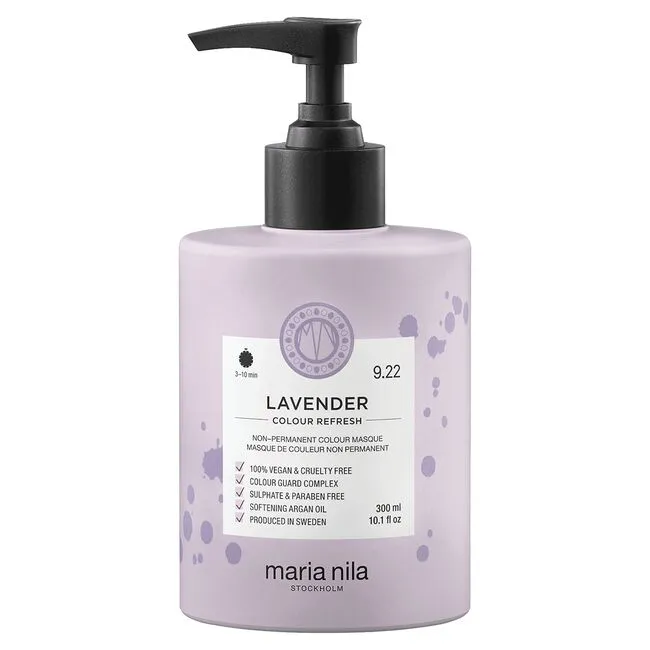 MN
3–10 min
9.22
LAVENDER
COLOUR REFRESH
NON–PERMANENT COLOUR MASQUE
MASQUE DE COULEUR NON PERMANENT
100% VEGAN & CRUELTY FREE
COLOUR GUARD COMPLEX
SULPHATE & PARABEN FREE
SOFTENING ARGAN OIL
PRODUCED IN SWEDEN
300 ml
10.1 fl oz
maria nila
STOCKHOLM